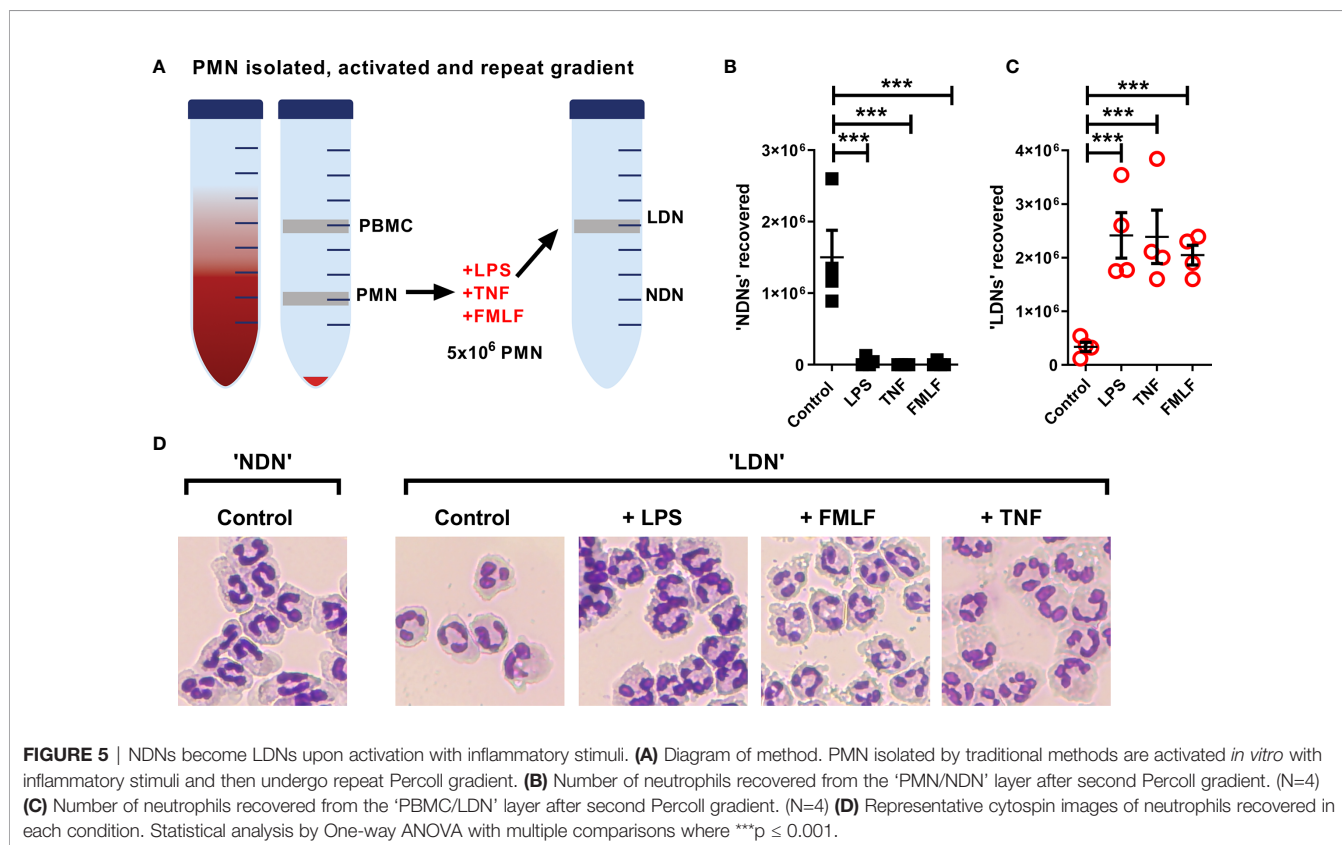 A PMN isolated, activated and repeat gradient
PBMC
PMN
+LPS
+TNF
+FMLF
5x10⁶ PMN
LDN
NDN
B
***
***
***
'NDNs' recovered
3×10⁶
2×10⁶
1×10⁶
0
Control
LPS
TNF
FMLF
C
***
***
***
'LDNs' recovered
4×10⁶
3×10⁶
2×10⁶
1×10⁶
0
Control
LPS
TNF
FMLF
D
'NDN'
'LDN'
Control
Control
+ LPS
+ FMLF
+ TNF
FIGURE 5 | NDNs become LDNs upon activation with inflammatory stimuli. (A) Diagram of method. PMN isolated by traditional methods are activated in vitro with
inflammatory stimuli and then undergo repeat Percoll gradient. (B) Number of neutrophils recovered from the ‘PMN/NDN’ layer after second Percoll gradient. (N=4)
(C) Number of neutrophils recovered from the ‘PBMC/LDN’ layer after second Percoll gradient. (N=4) (D) Representative cytospin images of neutrophils recovered in
each condition. Statistical analysis by One-way ANOVA with multiple comparisons where ***p ≤ 0.001.